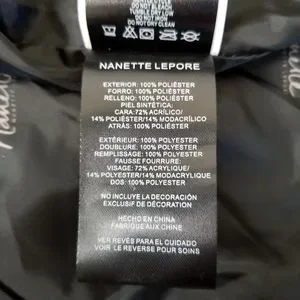 DO NOT BLEACH
TUMBLE DRY LOW
DO NOT IRON
DO NOT DRY
NANETTE LEPORE
EXTERIOR: 100% POLIÉSTER
FORRO: 100% POLIÉSTER
RELLENO: 100% POLIÉSTER
PIEL SINTÉTICA:
CARA: 72% ACRÍLICO/
14% POLIÉSTER/14% MODACRÍLICO
ATRÁS: 100% POLIÉSTER
EXTÉRIEUR: 100% POLYESTER
DOUBLURE: 100% POLYESTER
REMPLISSAGE: 100% POLYESTER
FAUSSE FOURRURE:
VISAGE: 72% ACRYLIQUE/
14% POLYESTER/14% MODACRYLIQUE
DOS: 100% POLYESTER
NO INCLUYE LA DECORACIÓN
EXCLUSIF DE DÉCORATION
HECHO EN CHINA
FABRIQUE AUX CHINE
VER REVÉS PARA EL CUIDADO
VOIR LE REVERSE POUR SOINS